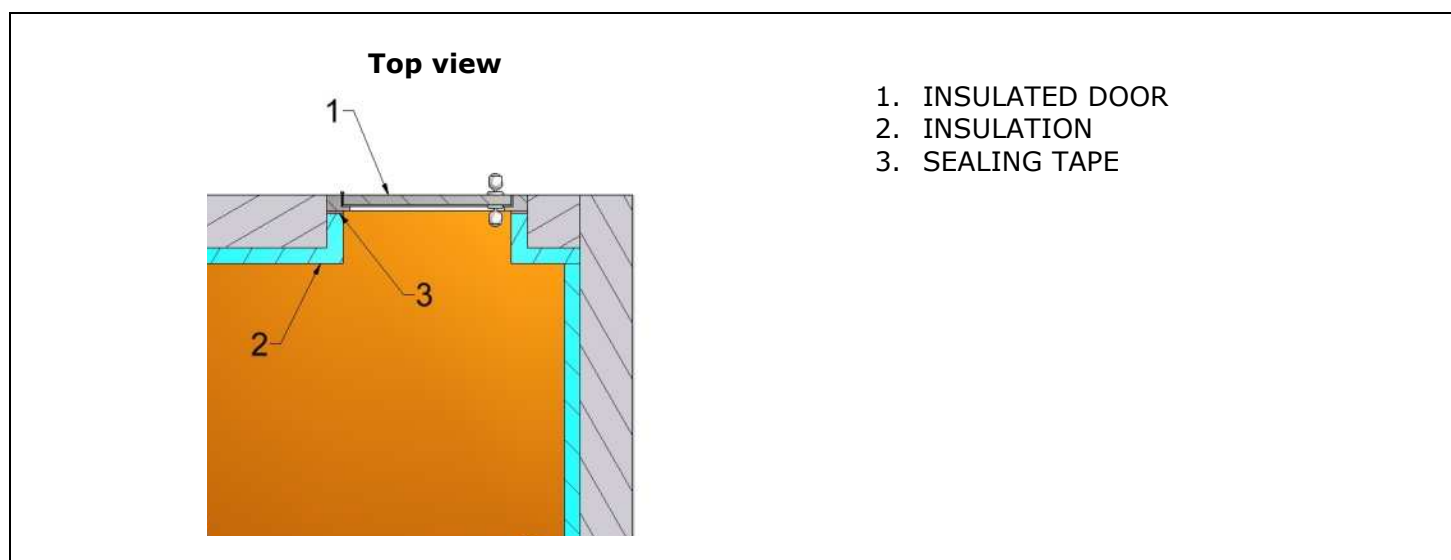 Top view
1
3
2
1. INSULATED DOOR
2. INSULATION
3. SEALING TAPE